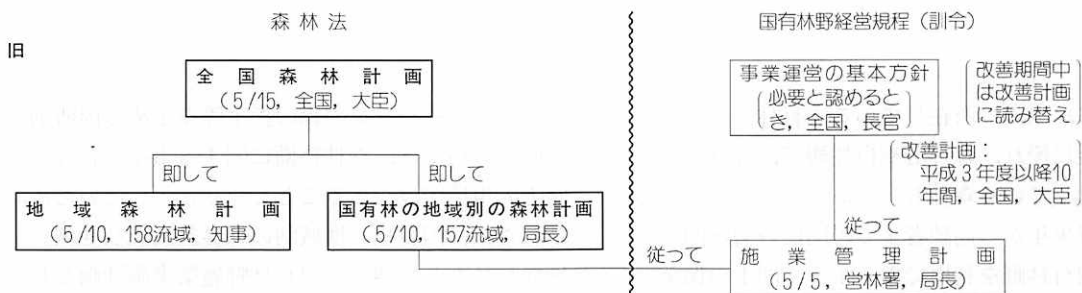 森林法
国有林野経営規程（訓令）
旧
全国森林計画
（5/15，全国，大臣）
事業運営の基本方針
必要と認めると
き，全国，長官
改善期間中
は改善計画
に読み替え
改善計画：
平成3年度以降10
年間，全国，大臣
即して
即して
地域森林計画
（5/10，158流域，知事）
国有林の地域別の森林計画
（5/10，157流域，局長）
従って
従って
施業管理計画
（5/5，営林署，局長）